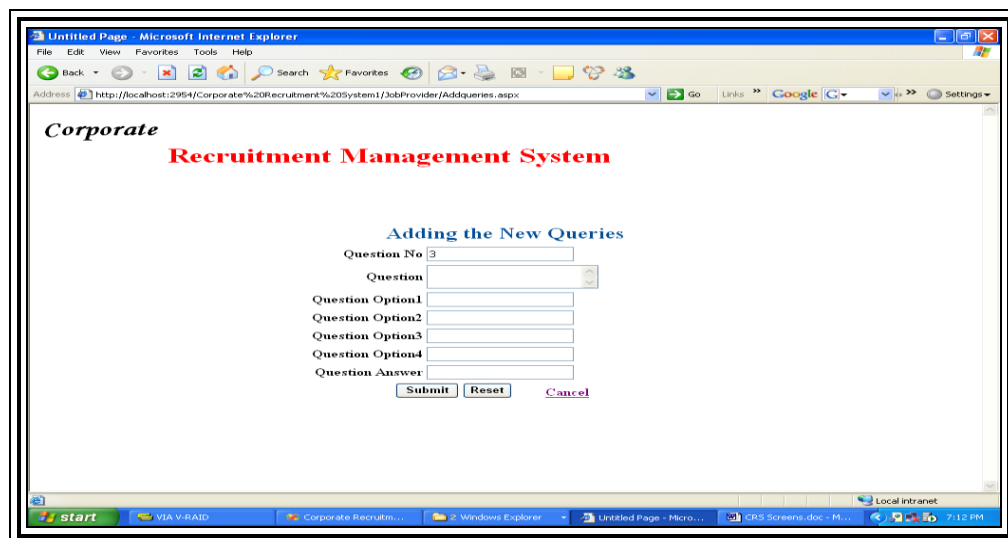 Untitled Page - Microsoft Internet Explorer
File Edit View Favorites Tools Help
Back Search Favorites
Address http://localhost:2954/Corporate%20Recruitment%20System1/JobProvider/Addqueries.aspx Go Links » Google G » Settings
Corporate
Recruitment Management System
Adding the New Queries
Question No 3
Question
Question Option1
Question Option2
Question Option3
Question Option4
Question Answer
Submit Reset Cancel
Local intranet
start VIA V-RAID Corporate Recruitm... 2 Windows Explorer Untitled Page - Micro... CRS Screens.doc - M... 7:12 PM